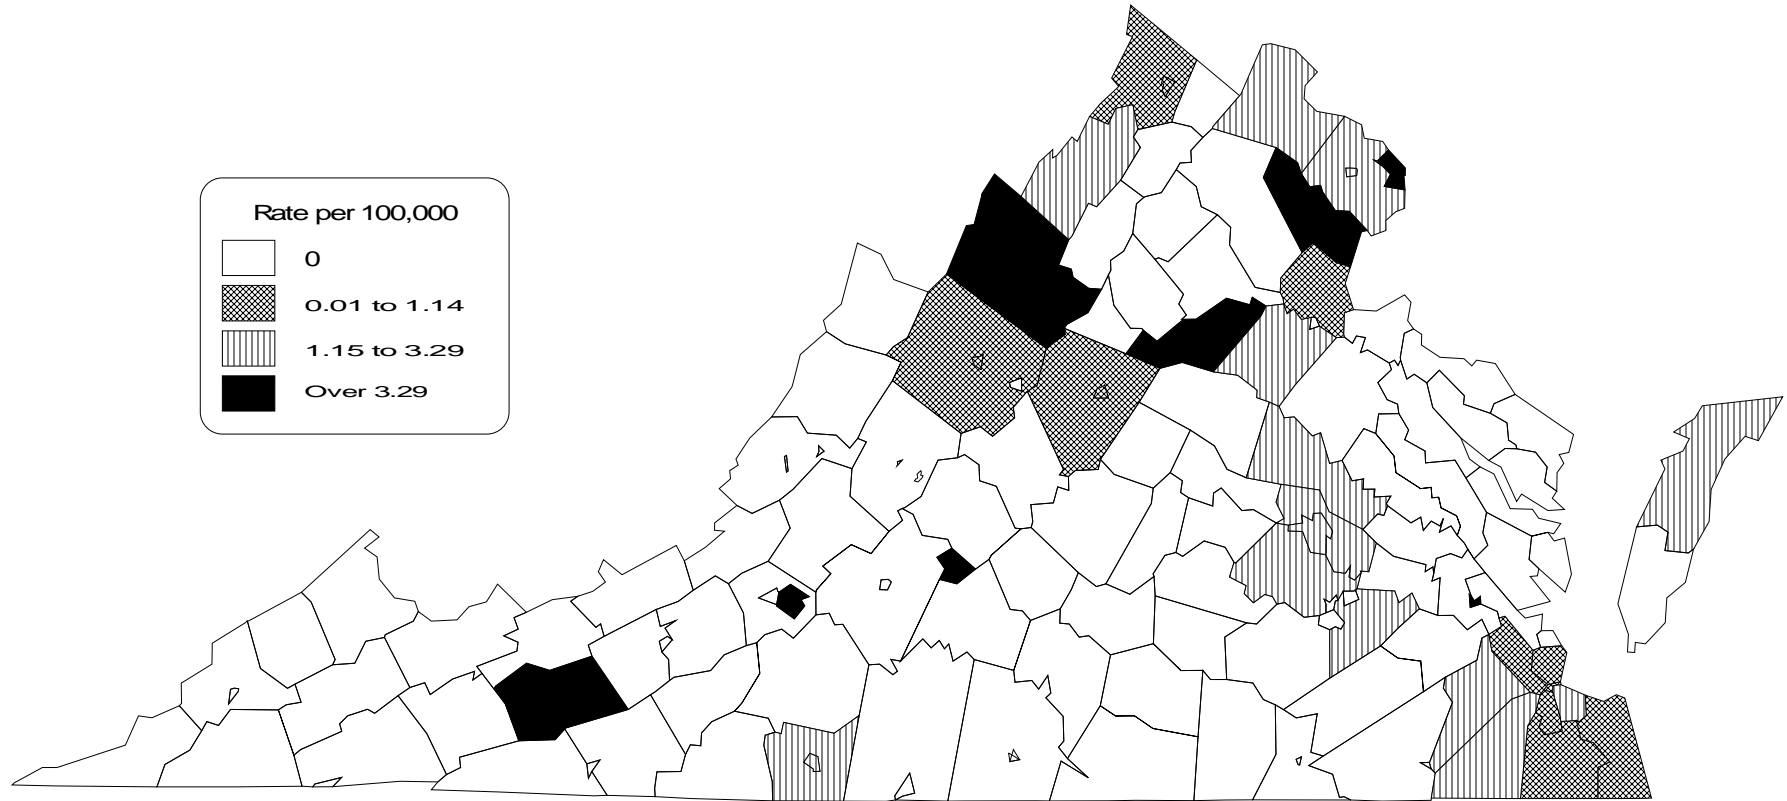 Rate per 100,000
0
0.01 to 1.14
1.15 to 3.29
Over 3.29